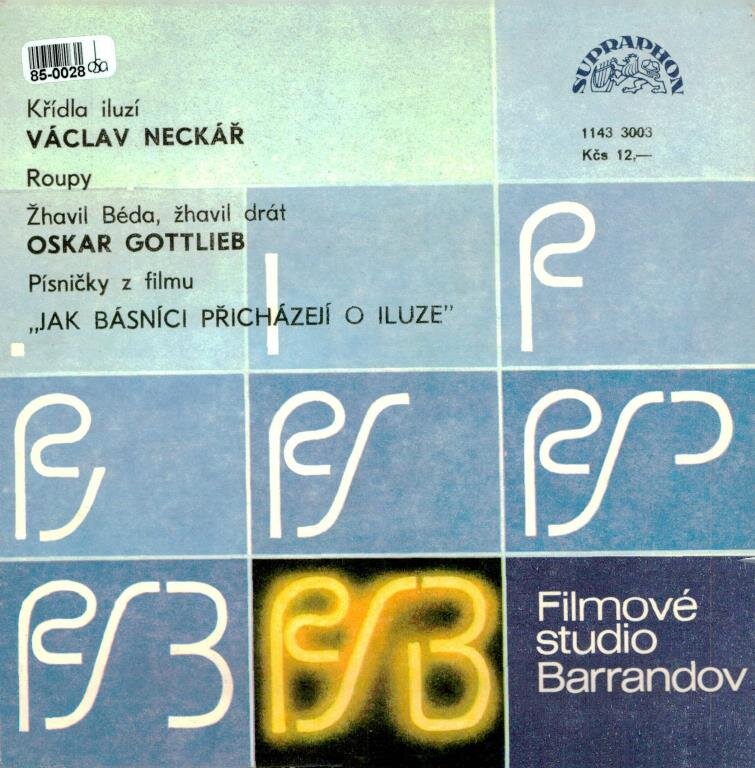 85-0028
SUPRAPHON
Křídla iluzí
VÁCLAV NECKÁŘ
1143 3003
Kčs 12,—
Roupy
Žhavil Béda, žhavil drát
OSKAR GOTTLIEB
Písničky z filmu
„JAK BÁSNÍCI PŘICHÁZEJÍ O ILUZE”
Filmové
studio
Barrandov